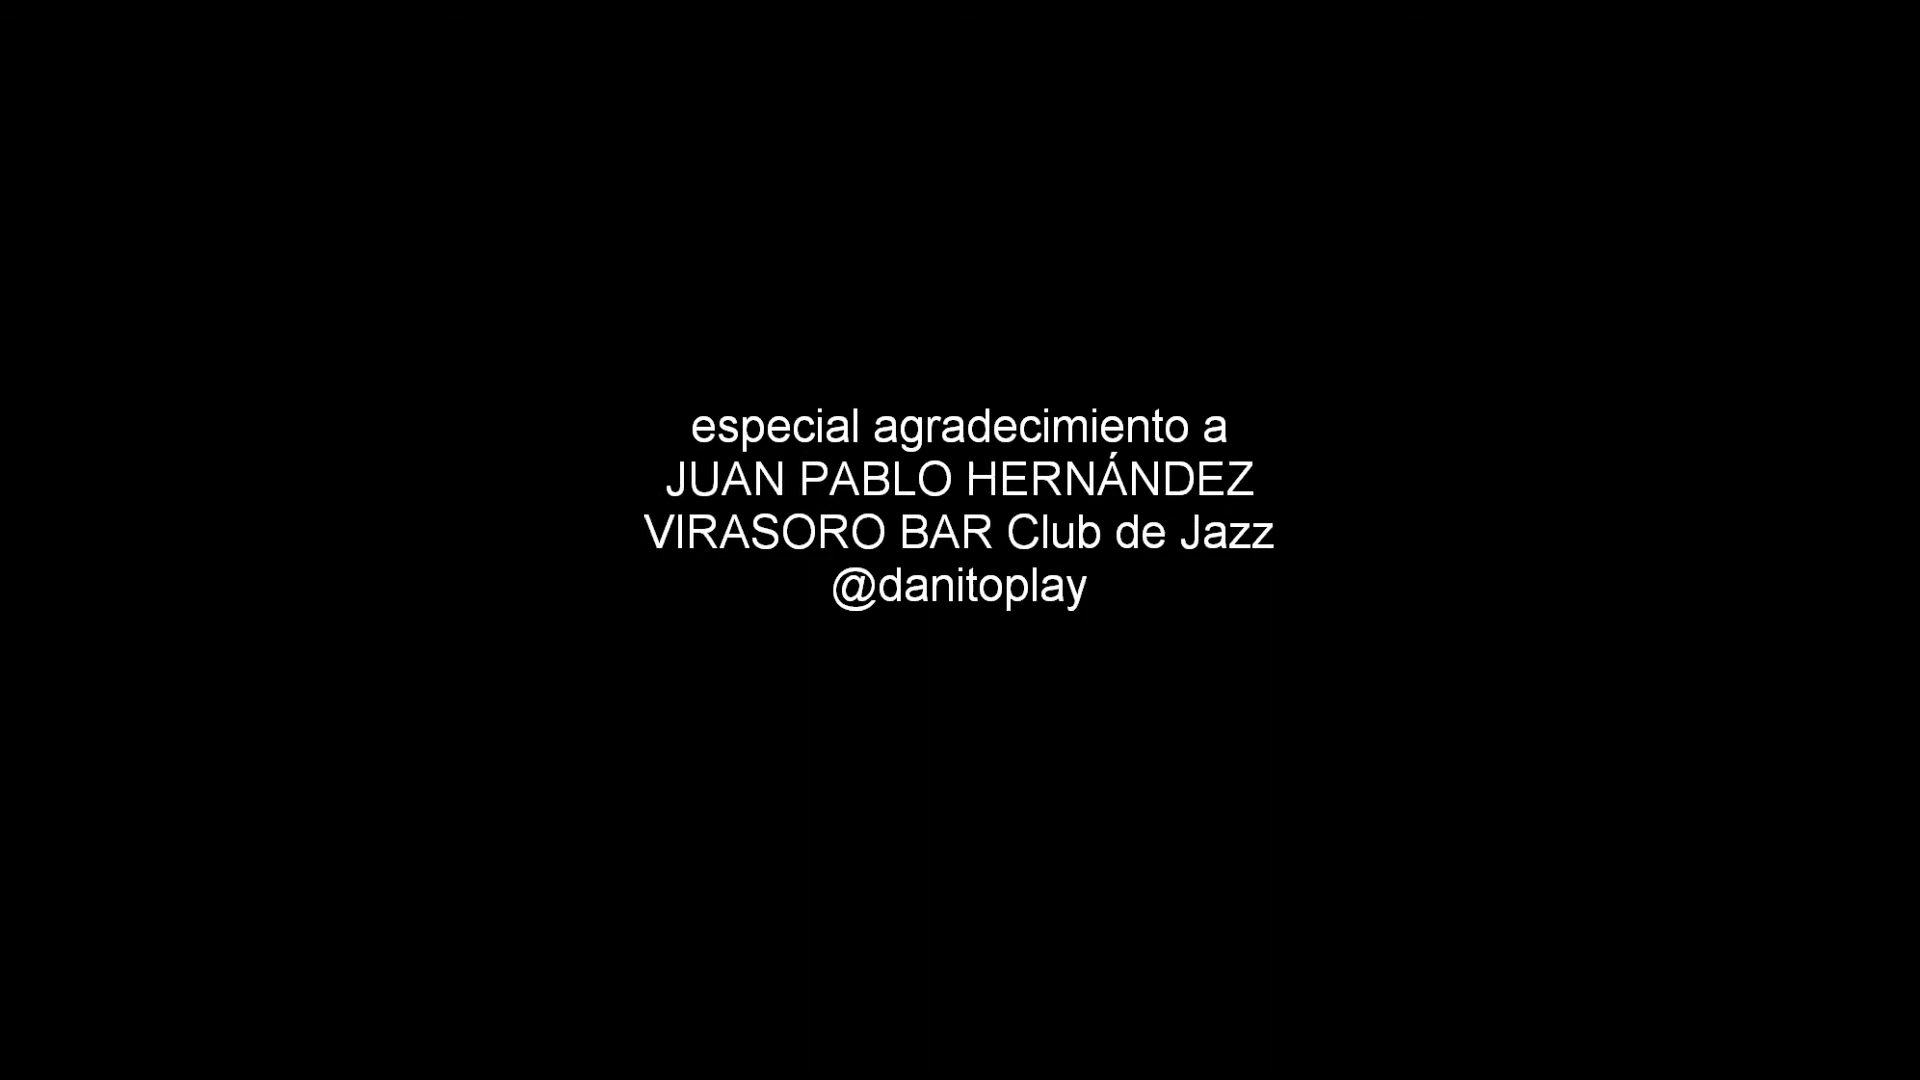 especial agradecimiento a
JUAN PABLO HERNÁNDEZ
VIRASORO BAR Club de Jazz
@danitoplay